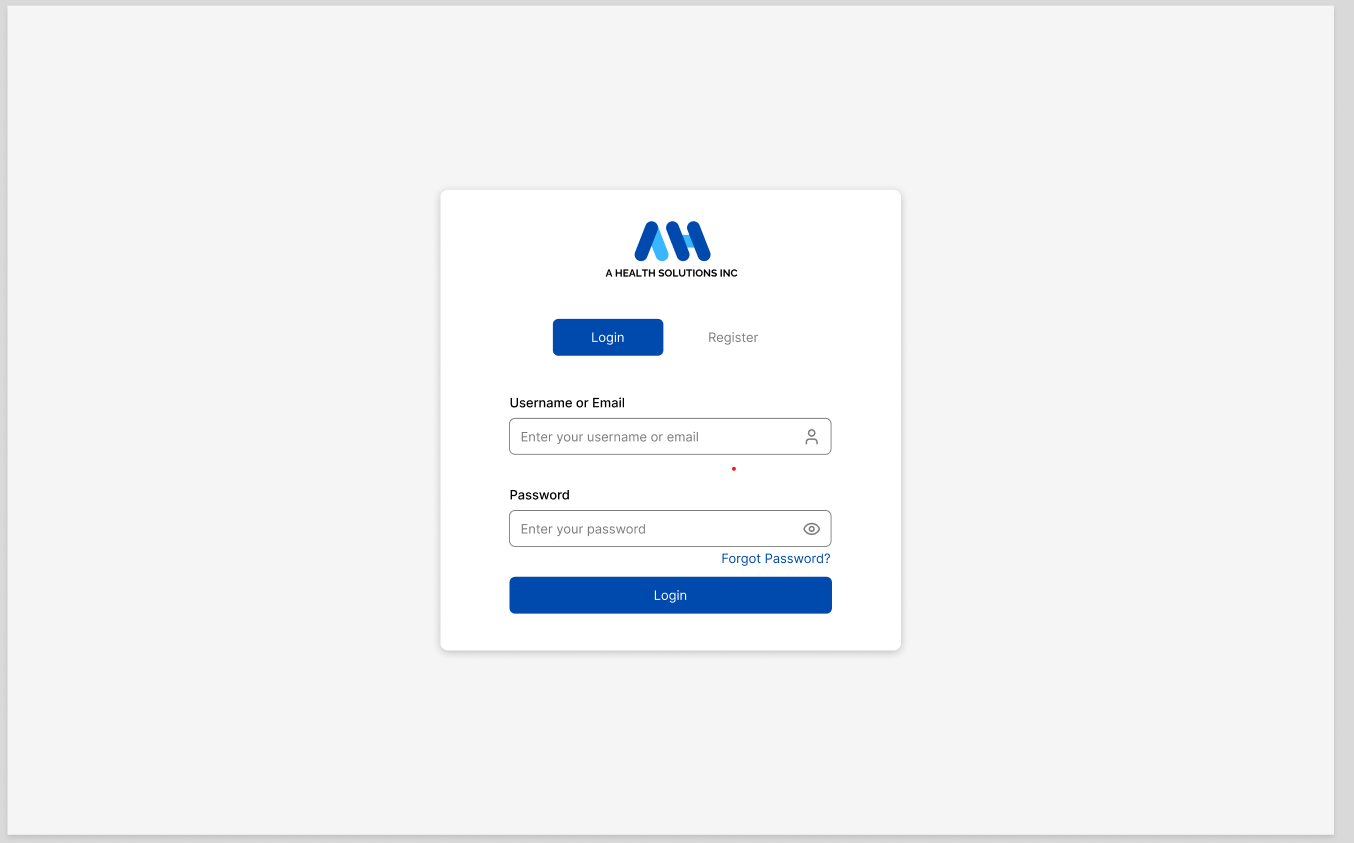 A HEALTH SOLUTIONS INC
Login Register
Username or Email
Enter your username or email
Password
Enter your password
Forgot Password?
Login